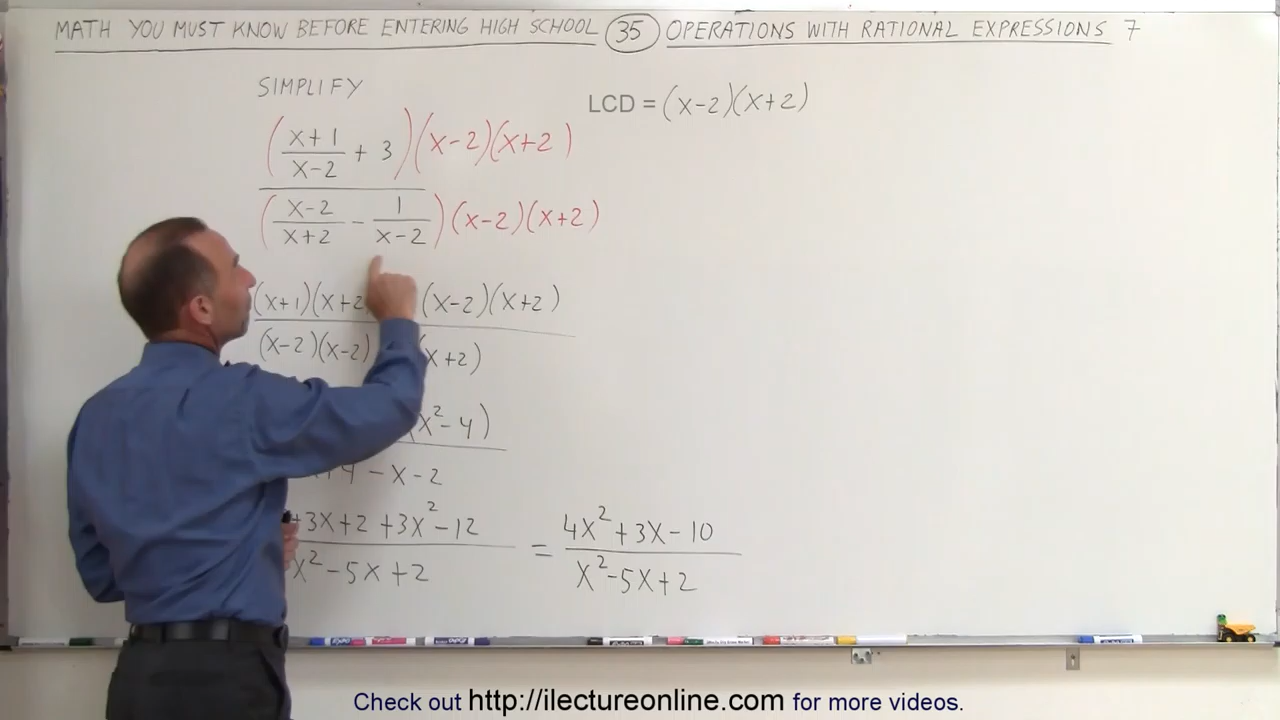 MATH YOU MUST KNOW BEFORE ENTERING HIGH SCHOOL 35 OPERATIONS WITH RATIONAL EXPRESSIONS 7
SIMPLIFY
LCD = (x-2)(x+2)
(x+1/x-2 + 3)(x-2)(x+2)
(x-2/x+2 - 1/x-2)(x-2)(x+2)
(x+1)(x+2 (x-2)(x+2)
(x-2)(x-2) x+2)
(x²-4)
4 - x - 2
+3x+2 +3x²-12 = 4x²+3x-10
x²-5x+2 x²-5x+2
Check out http://ilectureonline.com for more videos.